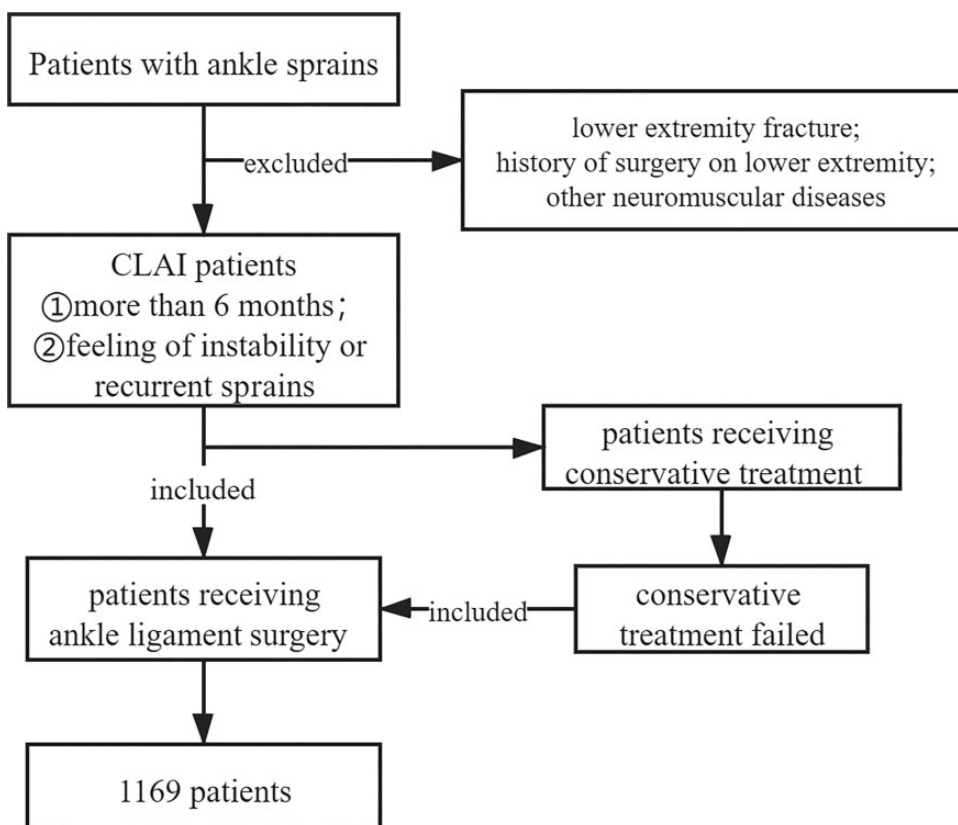 Patients with ankle sprains
excluded
lower extremity fracture;
history of surgery on lower extremity;
other neuromuscular diseases
CLAI patients
①more than 6 months;
②feeling of instability or
recurrent sprains
included
patients receiving
conservative treatment
conservative
treatment failed
included
patients receiving
ankle ligament surgery
1169 patients